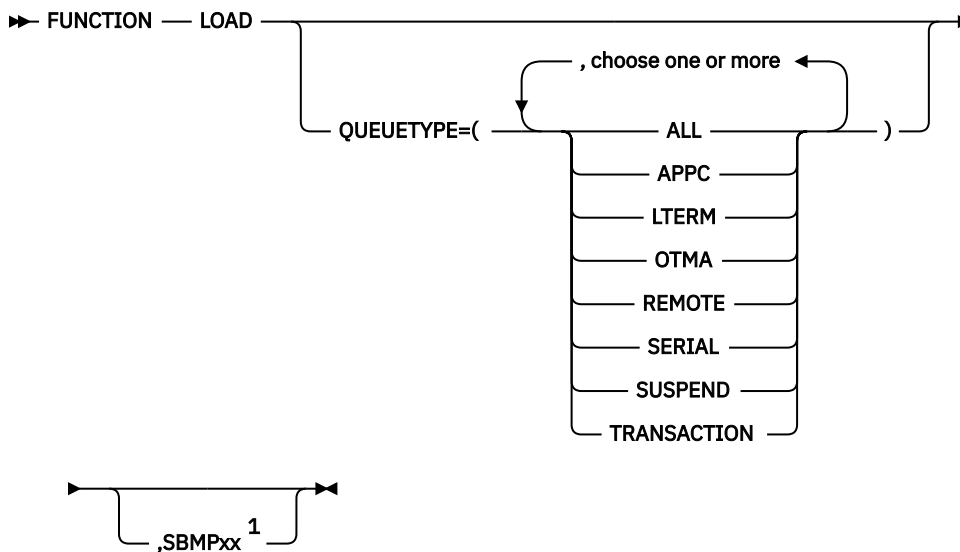 FUNCTION LOAD
, choose one or more
QUEUETYPE=( ALL )
APPC
LTERM
OTMA
REMOTE
SERIAL
SUSPEND
TRANSACTION
,SBMPxx 1